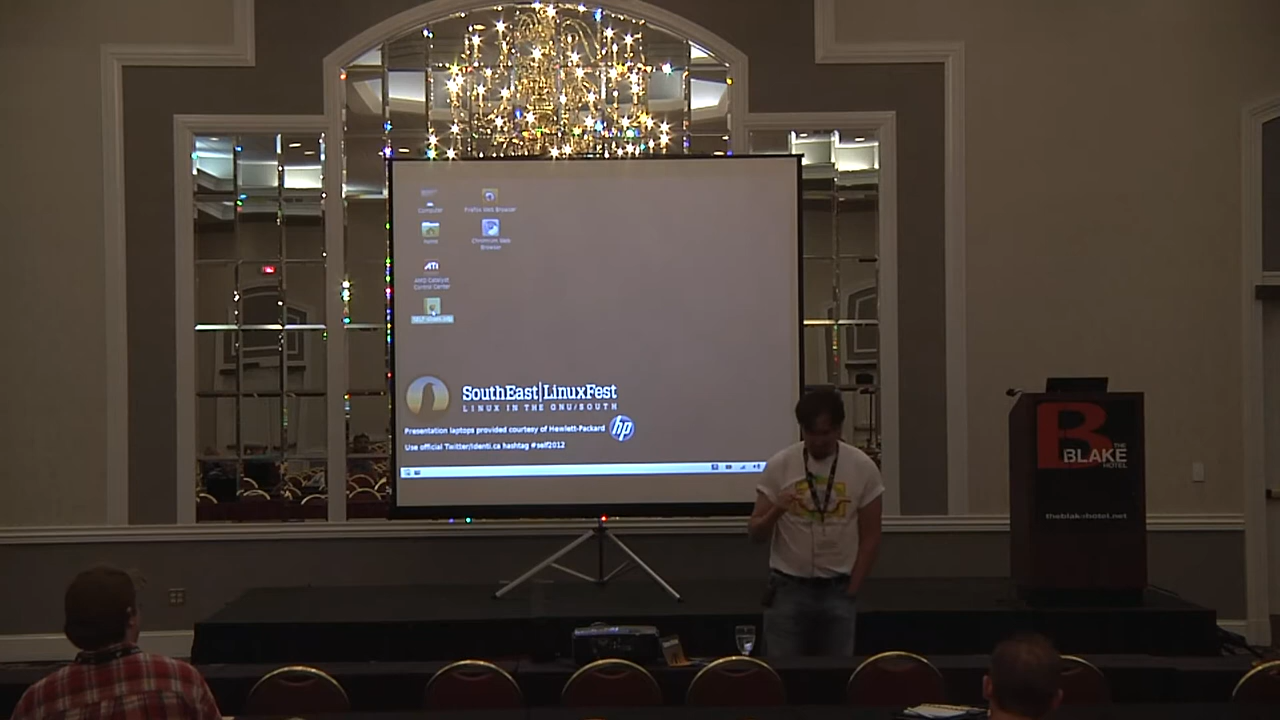 Computer
Firefox Web Browser
Home
Chromium Web
Browser
ATI
AMD Catalyst
Control Center
SouthEast|LinuxFest
LINUX IN THE GNU/SOUTH
Presentation laptops provided courtesy of Hewlett-Packard
hp
Use official Twitter/identi.ca hashtag #self2012
B
THE
BLAKE
HOTEL
theblakehotel.net